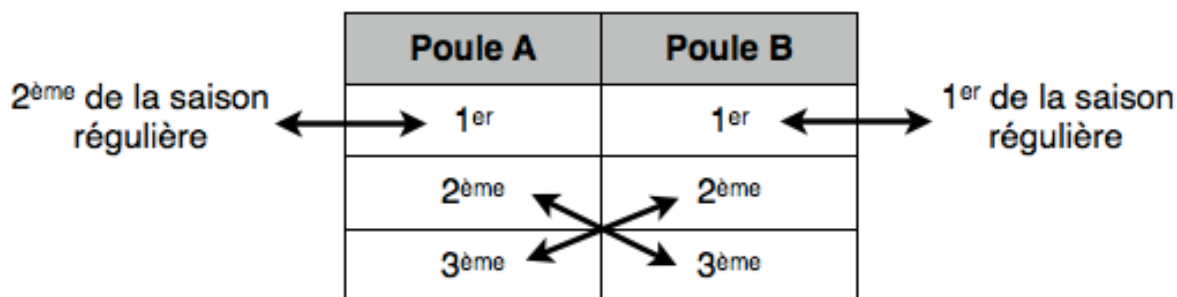 Poule A Poule B
2ème de la saison
régulière
1er 1er
1er de la saison
régulière
2ème 2ème
3ème 3ème